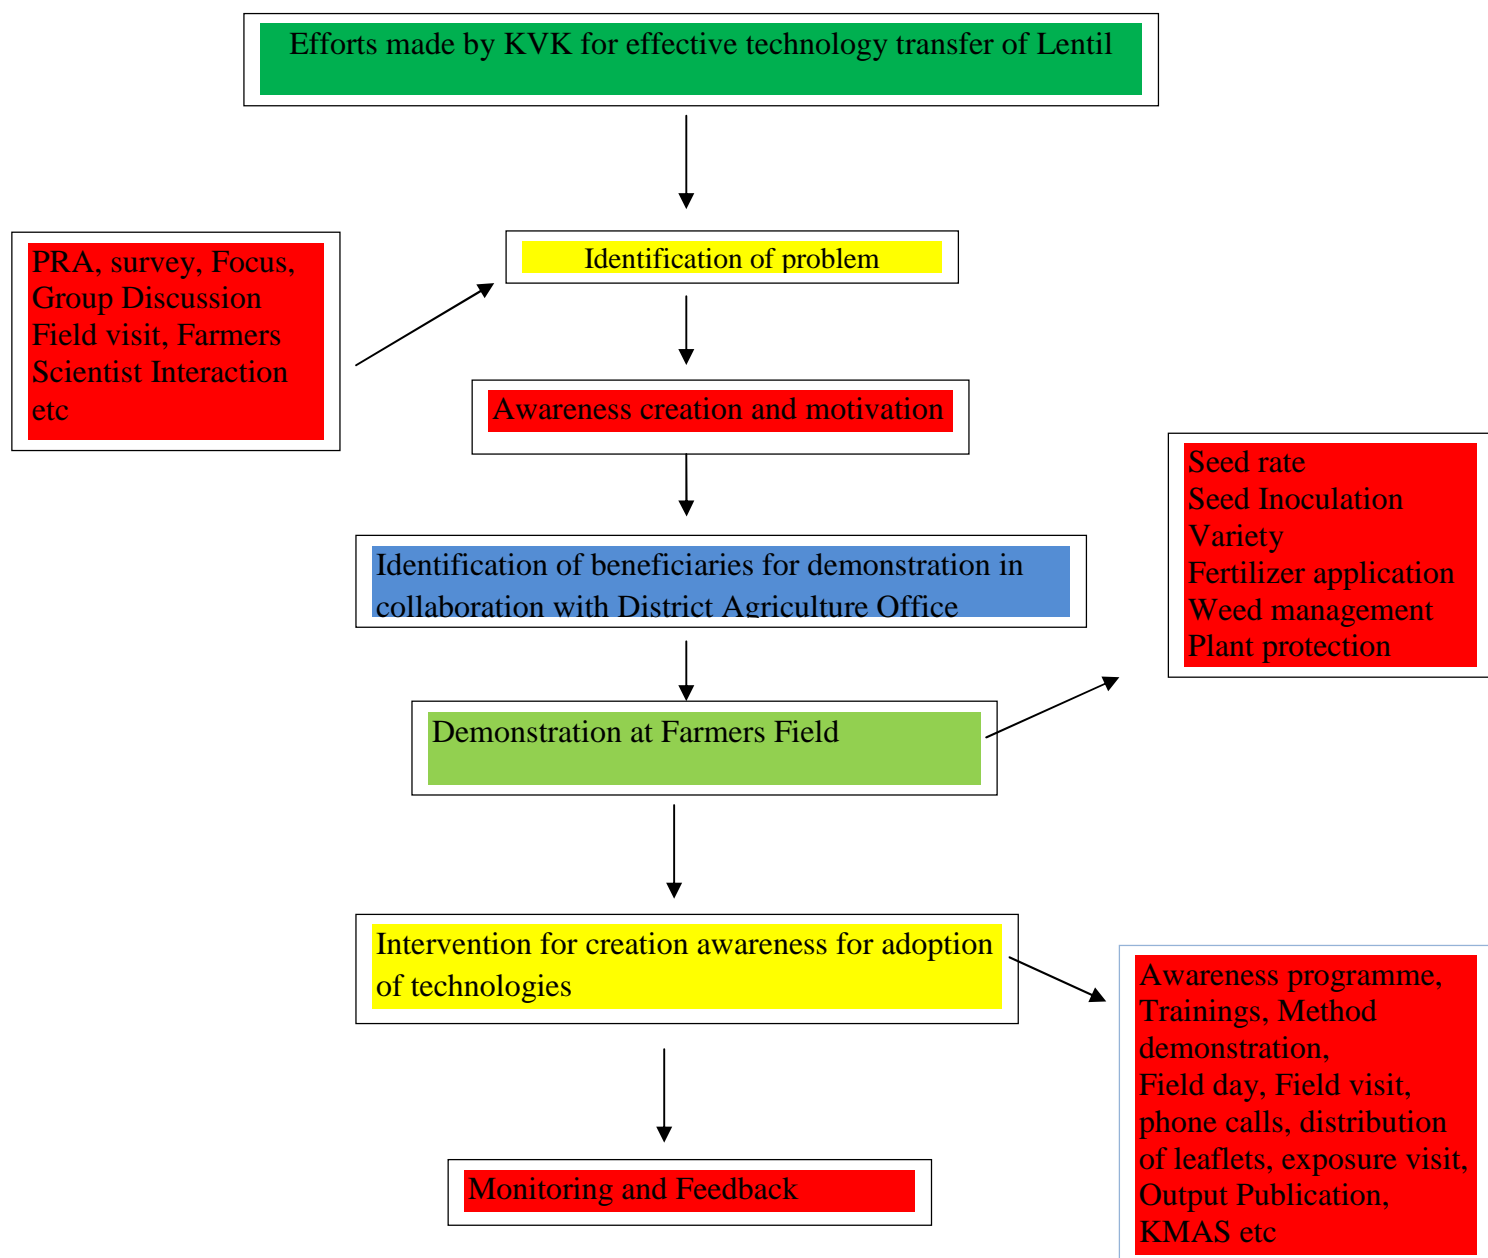 Efforts made by KVK for effective technology transfer of Lentil
Identification of problem
PRA, survey, Focus,
Group Discussion
Field visit, Farmers
Scientist Interaction
etc
Awareness creation and motivation
Identification of beneficiaries for demonstration in
collaboration with District Agriculture Office
Seed rate
Seed Inoculation
Variety
Fertilizer application
Weed management
Plant protection
Demonstration at Farmers Field
Intervention for creation awareness for adoption
of technologies
Awareness programme,
Trainings, Method
demonstration,
Field day, Field visit,
phone calls, distribution
of leaflets, exposure visit,
Output Publication,
KMAS etc
Monitoring and Feedback